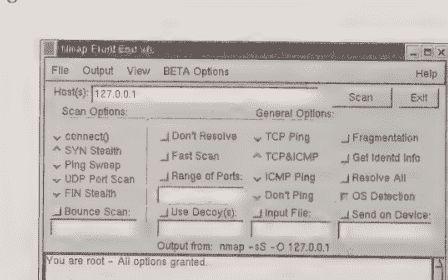 Nmap Front End
File Output View BETA Options Help
Host(s): 127.0.0.1 Scan Exit
Scan Options: General Options:
connect() Don't Resolve TCP Ping Fragmentation
SYN Stealth Fast Scan TCP&ICMP Get Identd Info
Ping Sweep Range of Ports: ICMP Ping Resolve All
UDP Port Scan Don't Ping OS Detection
FIN Stealth
Bounce Scan: Use Decoy(s): Input File: Send on Device:
Output from: nmap -sS -O 127.0.0.1
You are root - All options granted.